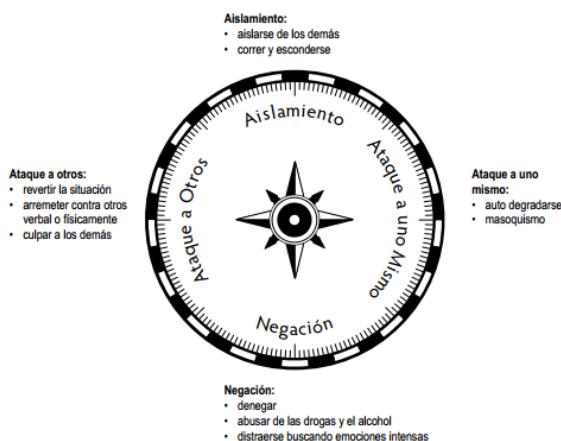 Aislamiento:
• aislarse de los demás
• correr y esconderse
Aislamiento
Ataque a otros:
• revertir la situación
• arremeter contra otros
verbal o físicamente
• culpar a los demás
Ataque a Otros
Ataque a uno Mismo
Ataque a uno
mismo:
• auto degradarse
• masoquismo
Negación
Negación:
• denegar
• abusar de las drogas y el alcohol
• distraerse buscando emociones intensas